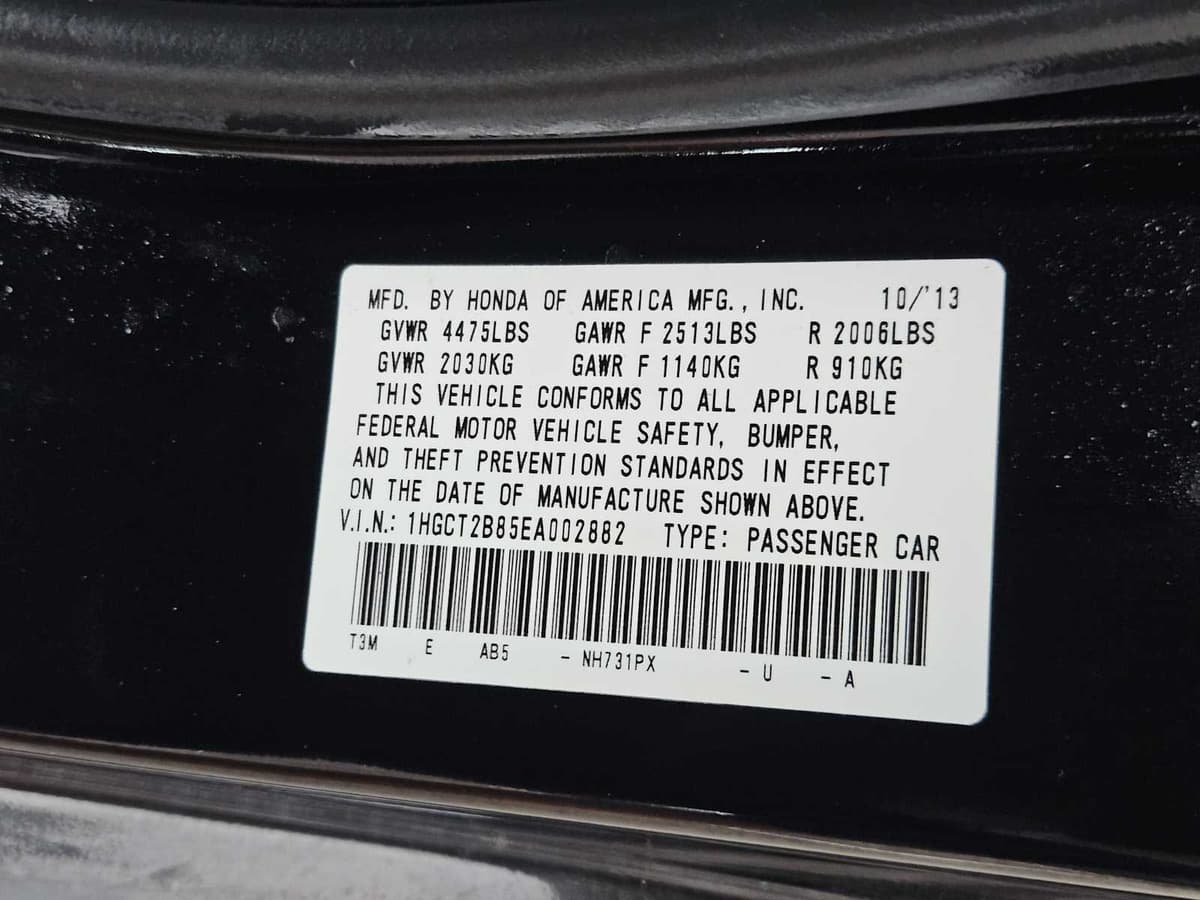 MFD. BY HONDA OF AMERICA MFG., INC. 10/'13
GVWR 4475LBS GAWR F 2513LBS R 2006LBS
GVWR 2030KG GAWR F 1140KG R 910KG
THIS VEHICLE CONFORMS TO ALL APPLICABLE
FEDERAL MOTOR VEHICLE SAFETY, BUMPER,
AND THEFT PREVENTION STANDARDS IN EFFECT
ON THE DATE OF MANUFACTURE SHOWN ABOVE.
V.I.N.: 1HGCT2B85EA002882 TYPE: PASSENGER CAR
T3M E AB5 - NH731PX - U - A